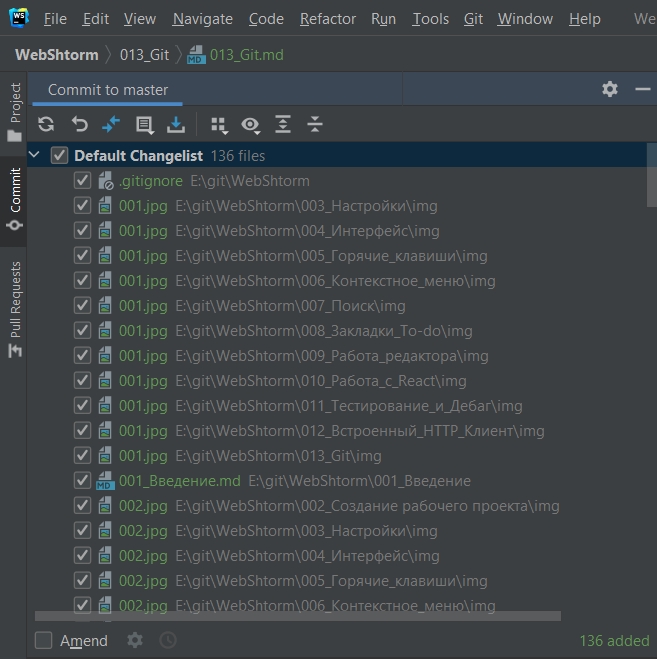 WS File Edit View Navigate Code Refactor Run Tools Git Window Help We
WebShtorm 013_Git MD 013_Git.md
Project
Commit
Pull Requests
Commit to master
Default Changelist 136 files
.gitignore E:\git\WebShtorm
001.jpg E:\git\WebShtorm\003_Настройки\img
001.jpg E:\git\WebShtorm\004_Интерфейс\img
001.jpg E:\git\WebShtorm\005_Горячие_клавиши\img
001.jpg E:\git\WebShtorm\006_Контекстное_меню\img
001.jpg E:\git\WebShtorm\007_Поиск\img
001.jpg E:\git\WebShtorm\008_Закладки_To-do\img
001.jpg E:\git\WebShtorm\009_Работа_редактора\img
001.jpg E:\git\WebShtorm\010_Работа_с_React\img
001.jpg E:\git\WebShtorm\011_Тестирование_и_Дебаг\img
001.jpg E:\git\WebShtorm\012_Встроенный_HTTP_Клиент\img
001.jpg E:\git\WebShtorm\013_Git\img
MD 001_Введение.md E:\git\WebShtorm\001_Введение
002.jpg E:\git\WebShtorm\002_Создание рабочего проекта\img
002.jpg E:\git\WebShtorm\003_Настройки\img
002.jpg E:\git\WebShtorm\004_Интерфейс\img
002.jpg E:\git\WebShtorm\005_Горячие_клавиши\img
002.jpg E:\git\WebShtorm\006_Контекстное_меню\img
Amend 136 added